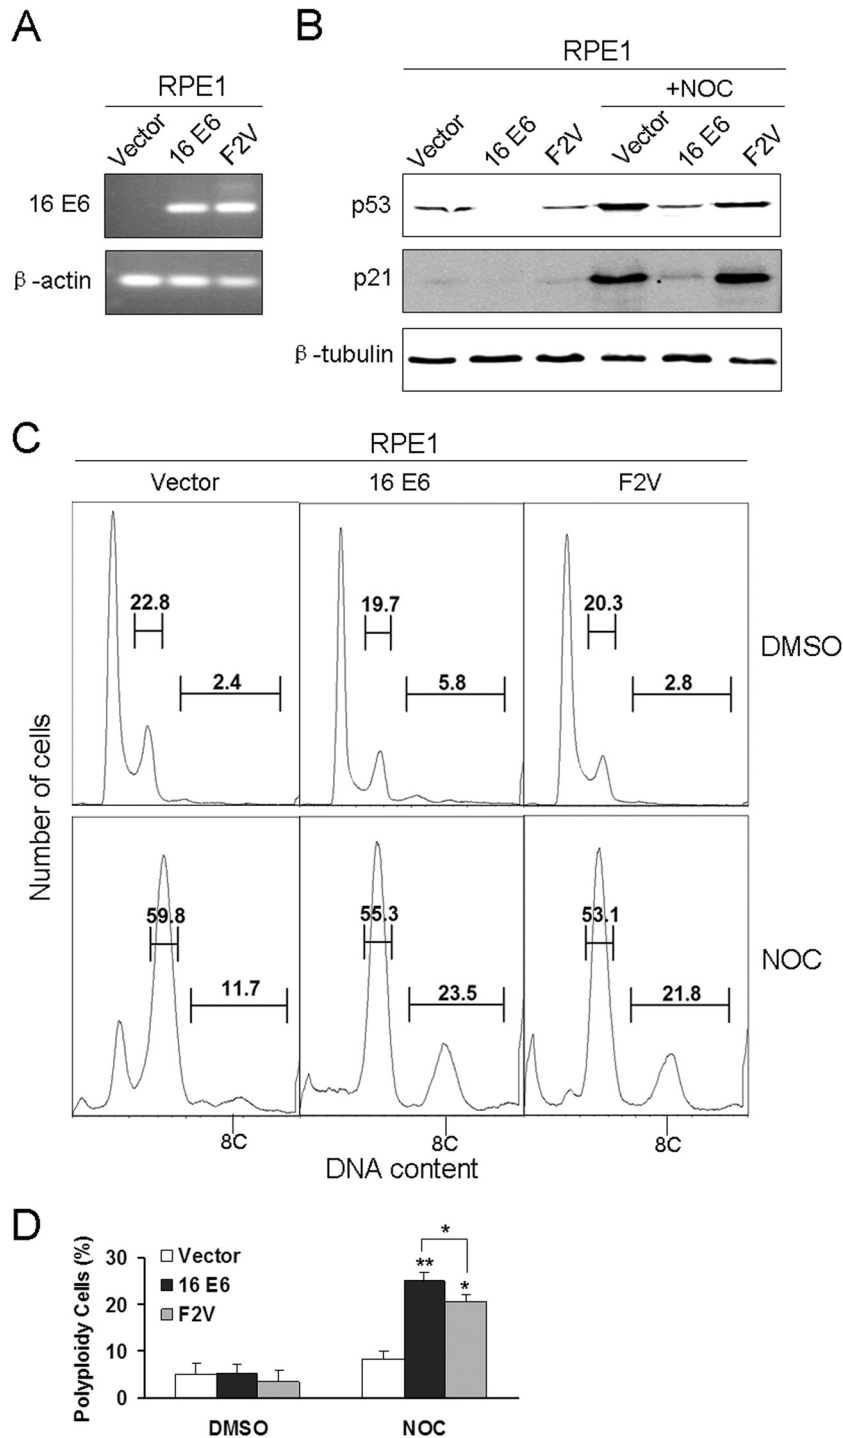 A
RPE1
Vector 16 E6 F2V
16 E6
β-actin
B
RPE1
+NOC
Vector 16 E6 F2V Vector 16 E6 F2V
p53
p21
β-tubulin
C
RPE1
Vector 16 E6 F2V
22.8 2.4 19.7 5.8 20.3 2.8
DMSO
59.8 11.7 55.3 23.5 53.1 21.8
NOC
Number of cells
8C 8C 8C
DNA content
D
Polyploidy Cells (%)
30
20
10
0
Vector
16 E6
F2V
*
** *
DMSO NOC